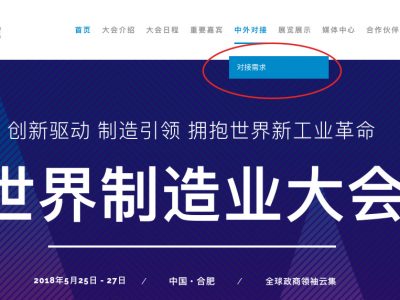 首页 大会介绍 大会日程 重要嘉宾 中外对接 展览展示 媒体中心 合作伙伴
对接需求
创新驱动 制造引领 拥抱世界新工业革命
世界制造业大会
2018年5月25日 - 27日 / 中国·合肥 / 全球政商领袖云集